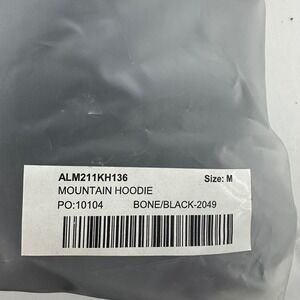 ALM211KH136 Size: M
MOUNTAIN HOODIE
PO:10104 BONE/BLACK-2049